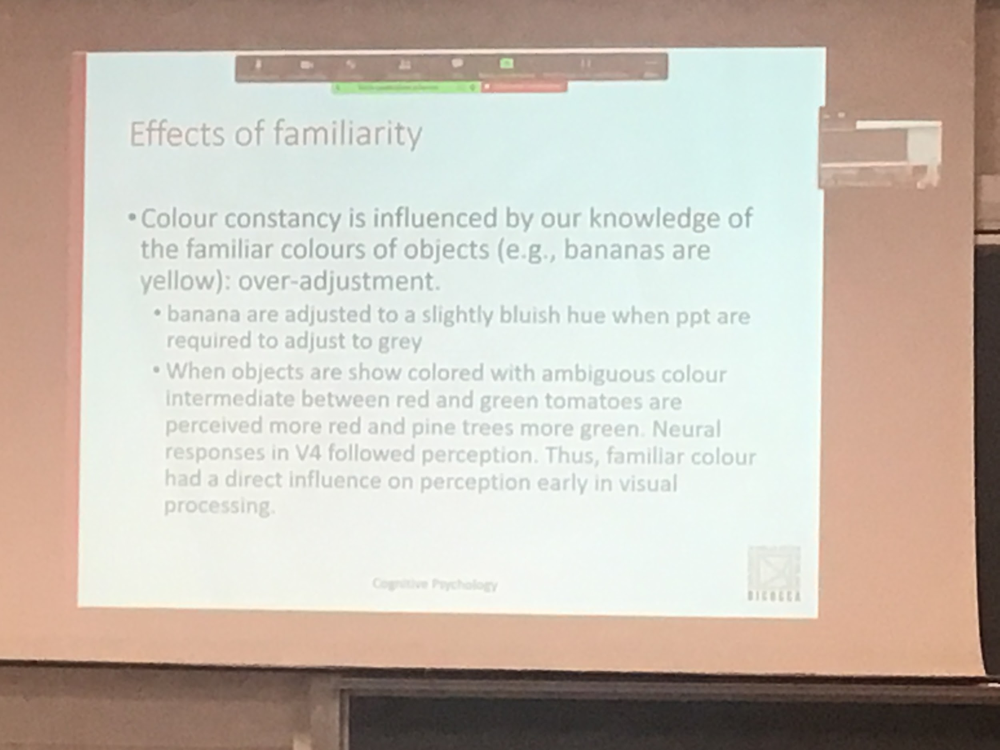 Effects of familiarity
• Colour constancy is influenced by our knowledge of
the familiar colours of objects (e.g., bananas are
yellow): over-adjustment.
• banana are adjusted to a slightly bluish hue when ppt are
required to adjust to grey
• When objects are show colored with ambiguous colour
intermediate between red and green tomatoes are
perceived more red and pine trees more green. Neural
responses in V4 followed perception. Thus, familiar colour
had a direct influence on perception early in visual
processing.
Cognitive Psychology
BICOCCA